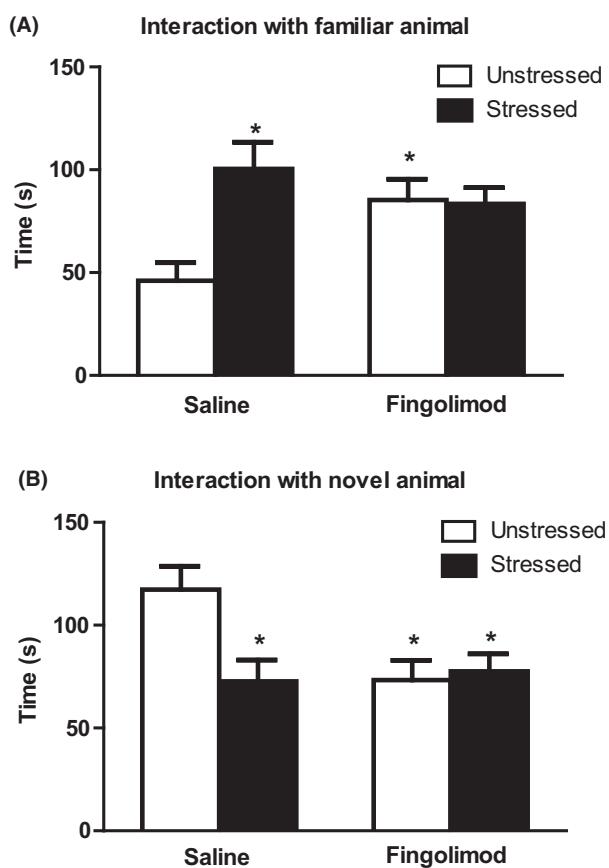 (A) Interaction with familiar animal
150
100
50
0
Time (s)
Unstressed
Stressed
*
*
Saline Fingolimod
(B) Interaction with novel animal
150
100
50
0
Time (s)
Unstressed
Stressed
*
*
*
Saline Fingolimod